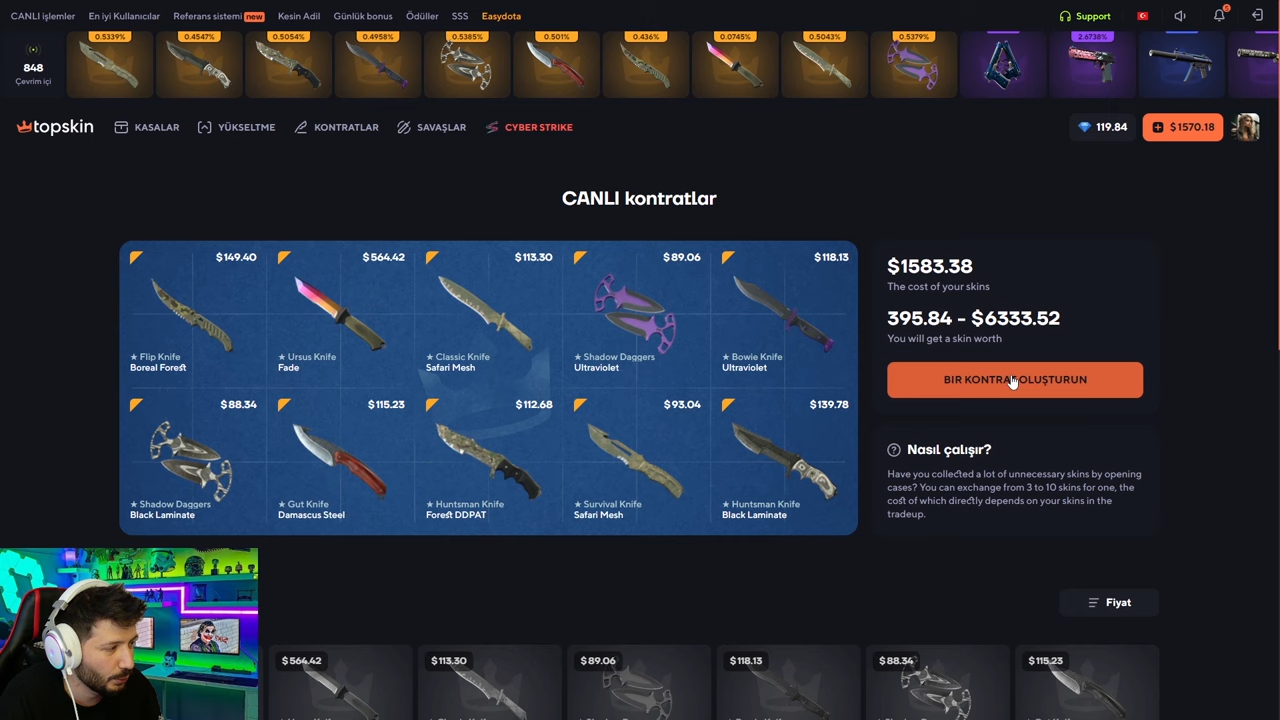 CANLI işlemler En iyi Kullanıcılar Referans sistemi new Kesin Adil Günlük bonus Ödüller SSS Easydota Support 5
0.5339% 0.4547% 0.5054% 0.4958% 0.5385% 0.501% 0.436% 0.0745% 0.5043% 0.5379% 2.6738%
848
Çevrim içi
topskin KASALAR YÜKSELTME KONTRATLAR SAVAŞLAR CYBER STRIKE 119.84 $1570.18
CANLI kontratlar
$149.40 $564.42 $113.30 $89.06 $118.13
★ Flip Knife ★ Ursus Knife ★ Classic Knife ★ Shadow Daggers ★ Bowie Knife
Boreal Forest Fade Safari Mesh Ultraviolet Ultraviolet
$88.34 $115.23 $112.68 $93.04 $139.78
★ Shadow Daggers ★ Gut Knife ★ Huntsman Knife ★ Survival Knife ★ Huntsman Knife
Black Laminate Damascus Steel Forest DDPAT Safari Mesh Black Laminate
$1583.38
The cost of your skins
395.84 - $6333.52
You will get a skin worth
BIR KONTRAT OLUŞTURUN
Nasıl çalışır?
Have you collected a lot of unnecessary skins by opening
cases? You can exchange from 3 to 10 skins for one, the
cost of which directly depends on your skins in the
tradeup.
Fiyat
$564.42 $113.30 $89.06 $118.13 $88.34 $115.23